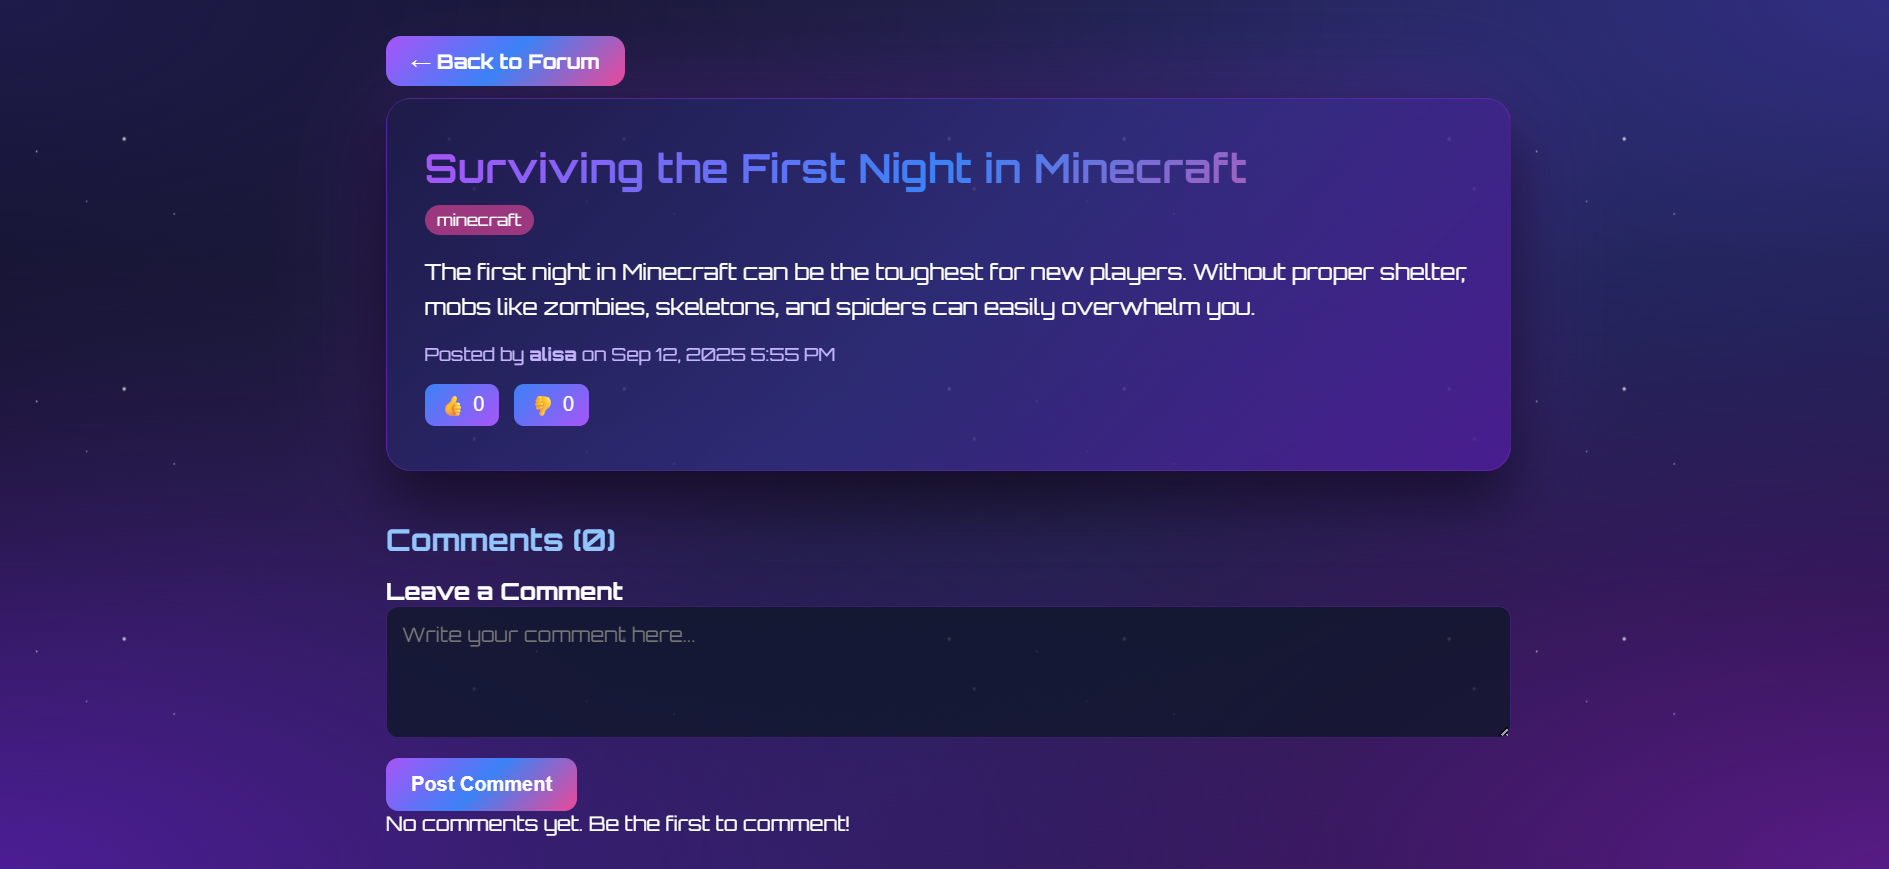 ← Back to Forum
Surviving the First Night in Minecraft
minecraft
The first night in Minecraft can be the toughest for new players. Without proper shelter,
mobs like zombies, skeletons, and spiders can easily overwhelm you.
Posted by alisa on Sep 12, 2025 5:55 PM
👍 0 👎 0
Comments (0)
Leave a Comment
Write your comment here...
Post Comment
No comments yet. Be the first to comment!